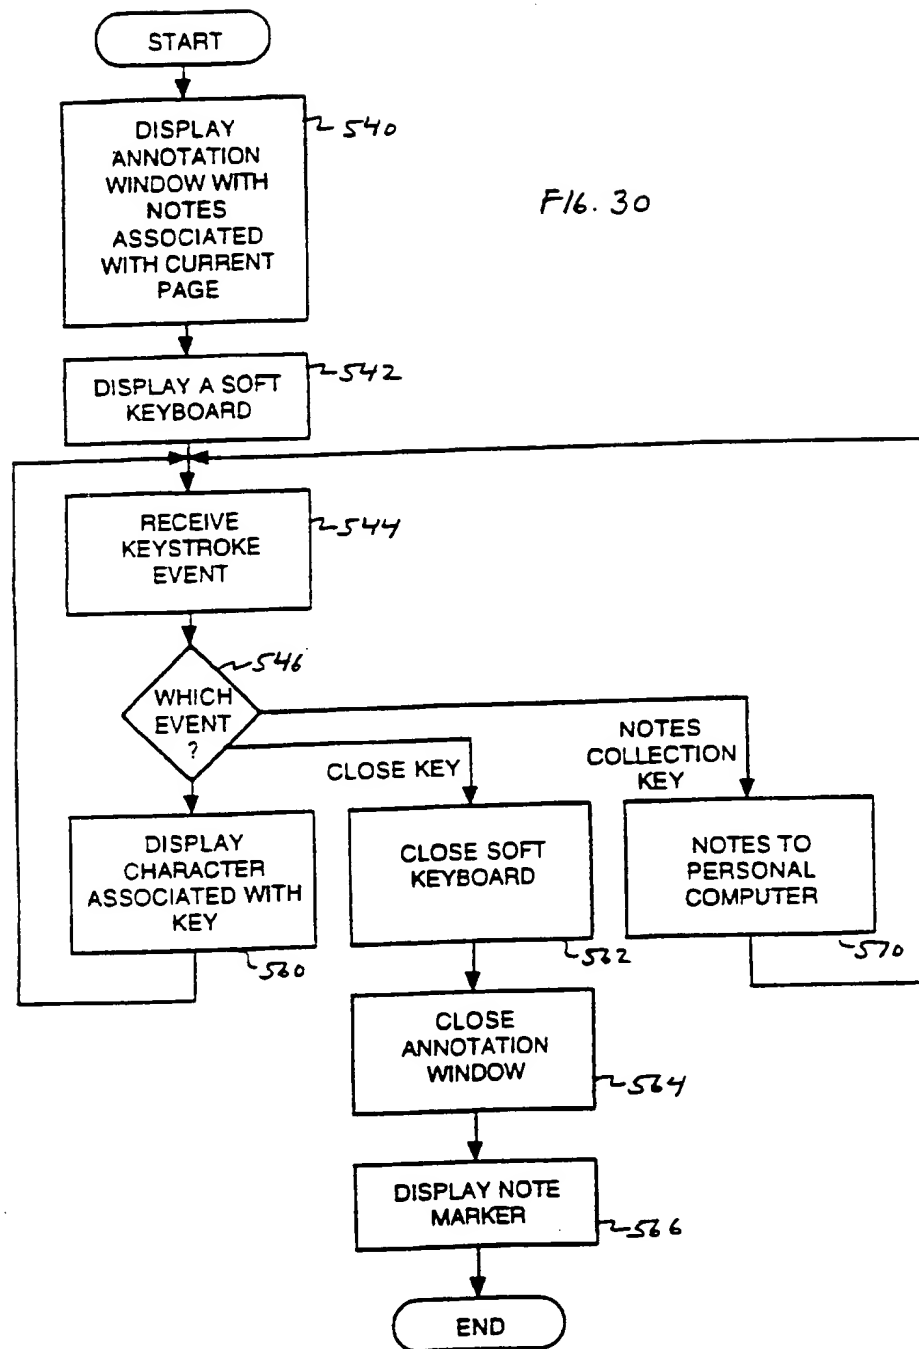 START
DISPLAY
ANNOTATION
WINDOW WITH
NOTES
ASSOCIATED
WITH CURRENT
PAGE
540
FIG. 30
DISPLAY A SOFT
KEYBOARD
542
RECEIVE
KEYSTROKE
EVENT
544
WHICH
EVENT
?
546
CLOSE KEY
NOTES
COLLECTION
KEY
DISPLAY
CHARACTER
ASSOCIATED WITH
KEY
560
CLOSE SOFT
KEYBOARD
562
NOTES TO
PERSONAL
COMPUTER
570
CLOSE
ANNOTATION
WINDOW
564
DISPLAY NOTE
MARKER
566
END